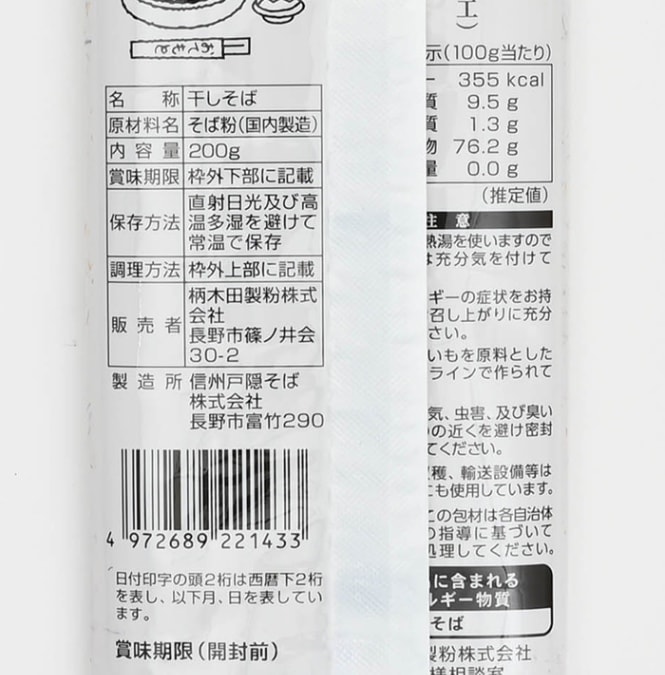 おてもと
名称 干しそば
原材料名 そば粉(国内製造)
内容量 200g
賞味期限 枠外下部に記載
保存方法 直射日光及び高
温多湿を避けて
常温で保存
調理方法 枠外上部に記載
販売者 柄木田製粉株式
会社
長野市篠ノ井会
30-2
製造所 信州戸隠そば
株式会社
長野市富竹290
4 972689 221433
日付印字の頭2桁は西暦下2桁
を表し、以下月、日を表してい
ます。
賞味期限(開封前)
工)
示(100g当たり)
ー 355 kcal
質 9.5 g
質 1.3 g
物 76.2 g
量 0.0 g
(推定値)
注意
熱湯を使いますので
は充分気を付けて
ギーの症状をお持
召し上がりに充分
さい。
いもを原料とした
ラインで作られて
気、虫害、及び臭い
の近くを避け密封
てください。
穫、輸送設備等は
にも使用しています。
この包材は各自治体
の指導に基づいて
処理してください。
に含まれる
ルギー物質
そば
製粉株式会社
様相談室